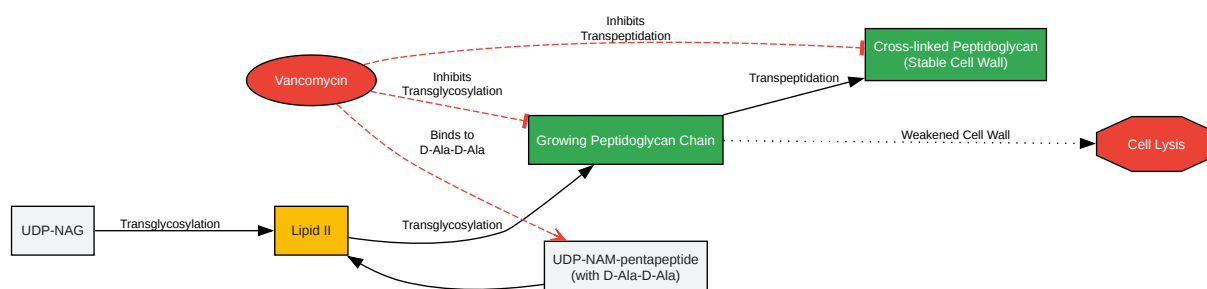 Inhibits
Transpeptidation
Cross-linked Peptidoglycan
(Stable Cell Wall)
Vancomycin
Inhibits
Transglycosylation
Transpeptidation
Binds to
D-Ala-D-Ala
Growing Peptidoglycan Chain
Weakened Cell Wall
Cell Lysis
UDP-NAG
Transglycosylation
Lipid II
Transglycosylation
UDP-NAM-pentapeptide
(with D-Ala-D-Ala)